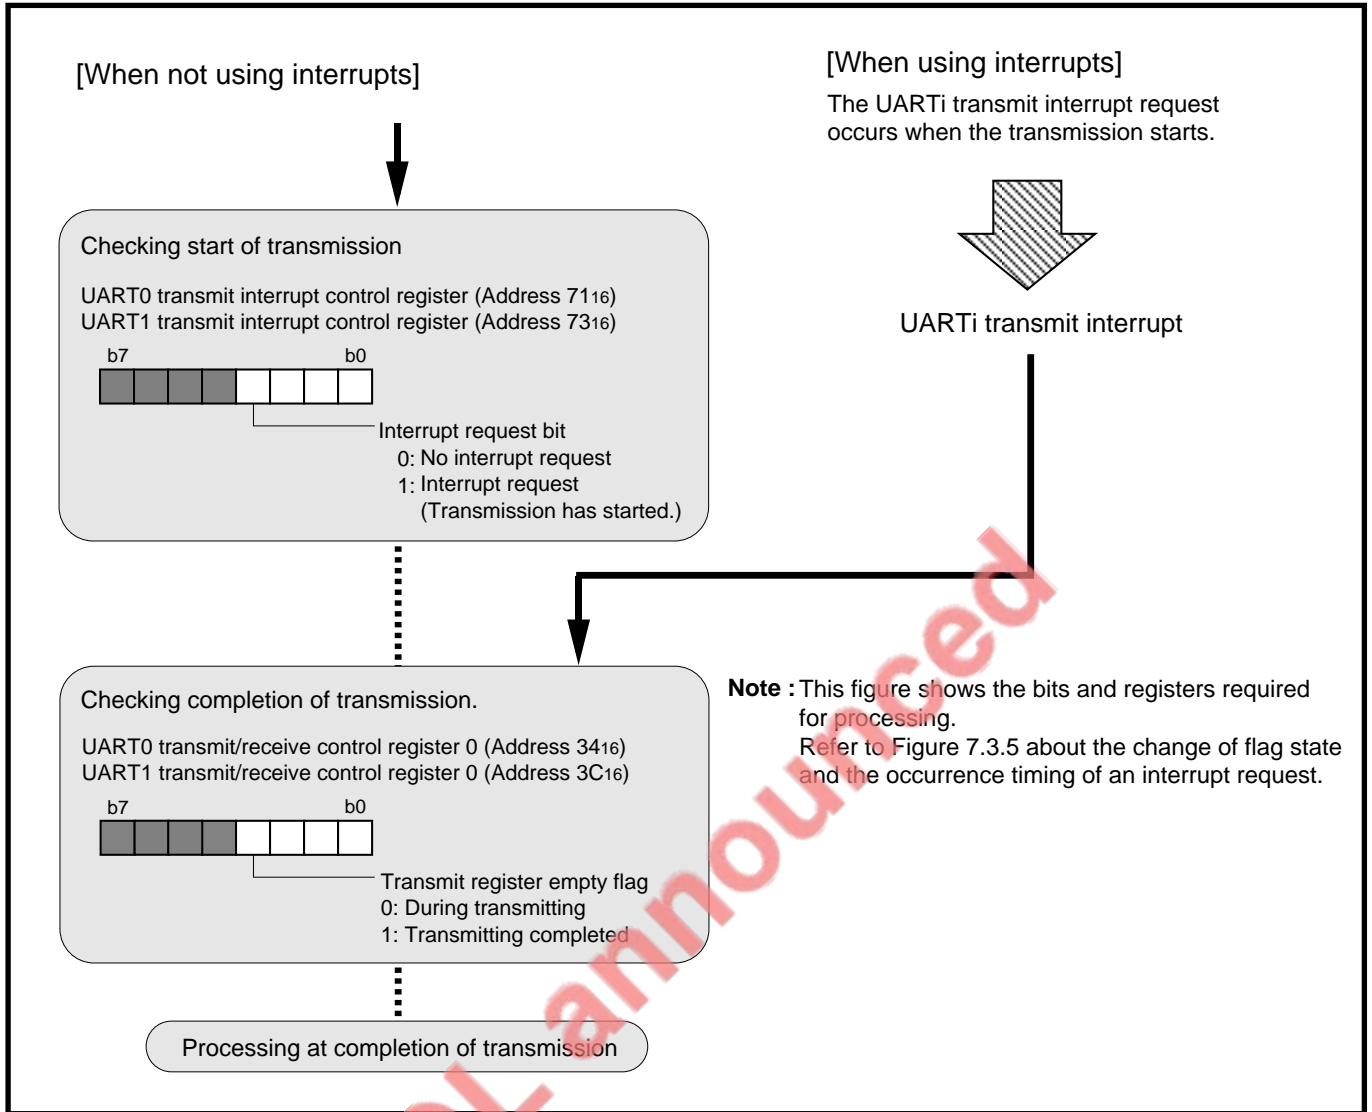 [When not using interrupts]
Checking start of transmission
UART0 transmit interrupt control register (Address 7116)
UART1 transmit interrupt control register (Address 7316)
b7 b0
Interrupt request bit
0: No interrupt request
1: Interrupt request
(Transmission has started.)
[When using interrupts]
The UARTi transmit interrupt request
occurs when the transmission starts.
UARTi transmit interrupt
Checking completion of transmission.
UART0 transmit/receive control register 0 (Address 3416)
UART1 transmit/receive control register 0 (Address 3C16)
b7 b0
Transmit register empty flag
0: During transmitting
1: Transmitting completed
Note : This figure shows the bits and registers required
for processing.
Refer to Figure 7.3.5 about the change of flag state
and the occurrence timing of an interrupt request.
Processing at completion of transmission
announced